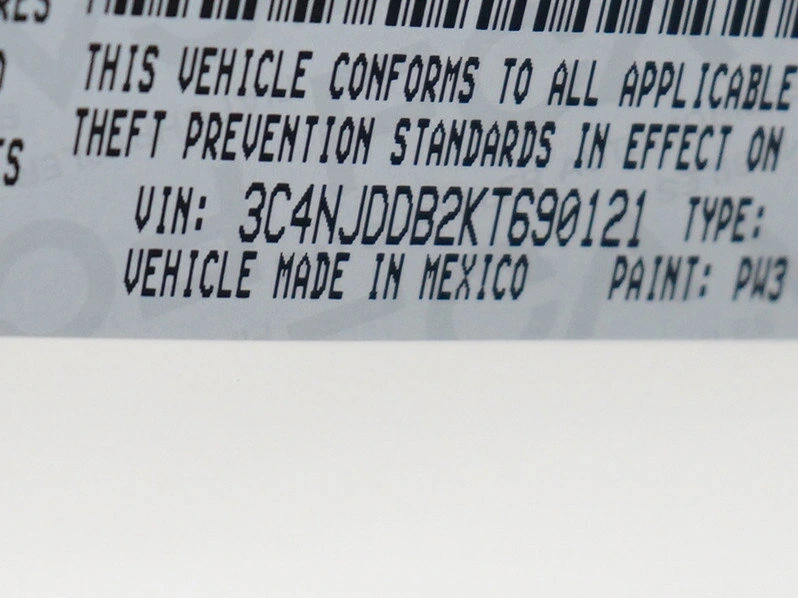 THIS VEHICLE CONFORMS TO ALL APPLICABLE
THEFT PREVENTION STANDARDS IN EFFECT ON
VIN: 3C4NJDDB2KT690121 TYPE:
VEHICLE MADE IN MEXICO PAINT: PW3